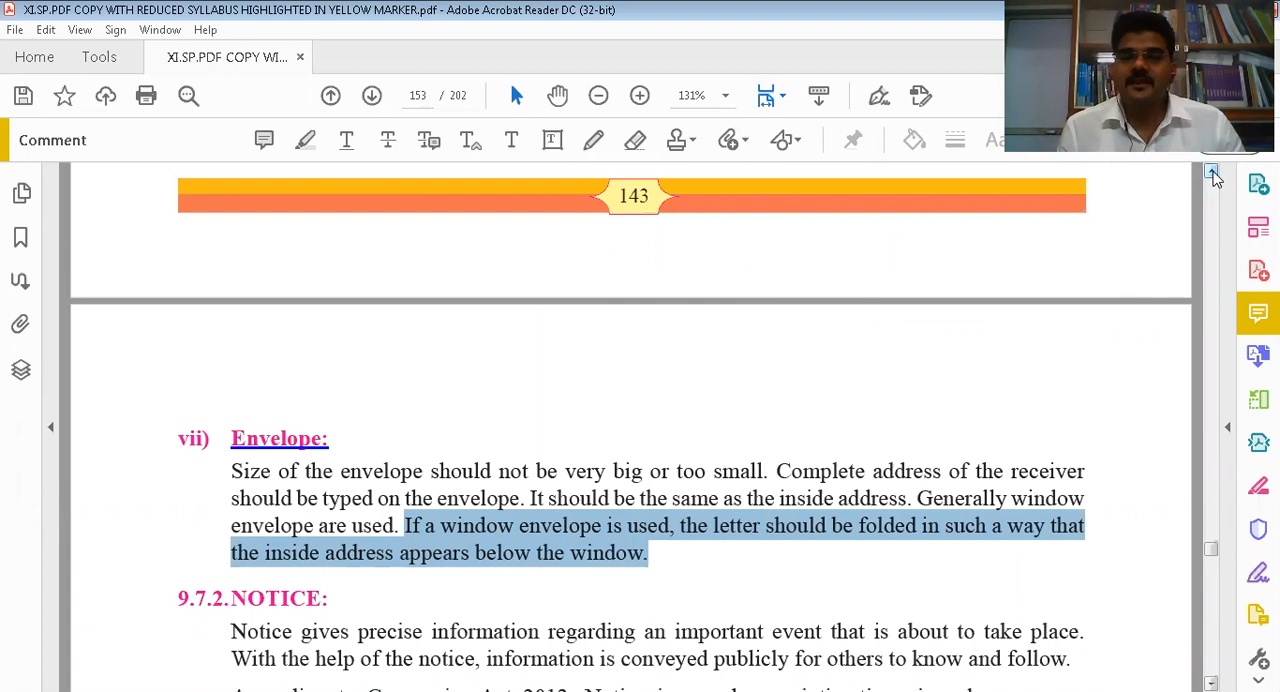 XI.SP.PDF COPY WITH REDUCED SYLLABUS HIGHLIGHTED IN YELLOW MARKER.pdf - Adobe Acrobat Reader DC (32-bit)
File Edit View Sign Window Help
Home Tools XI.SP.PDF COPY WI... ×
153 / 202 131%
Comment
143
vii) Envelope:
Size of the envelope should not be very big or too small. Complete address of the receiver
should be typed on the envelope. It should be the same as the inside address. Generally window
envelope are used. If a window envelope is used, the letter should be folded in such a way that
the inside address appears below the window.
9.7.2. NOTICE:
Notice gives precise information regarding an important event that is about to take place.
With the help of the notice, information is conveyed publicly for others to know and follow.